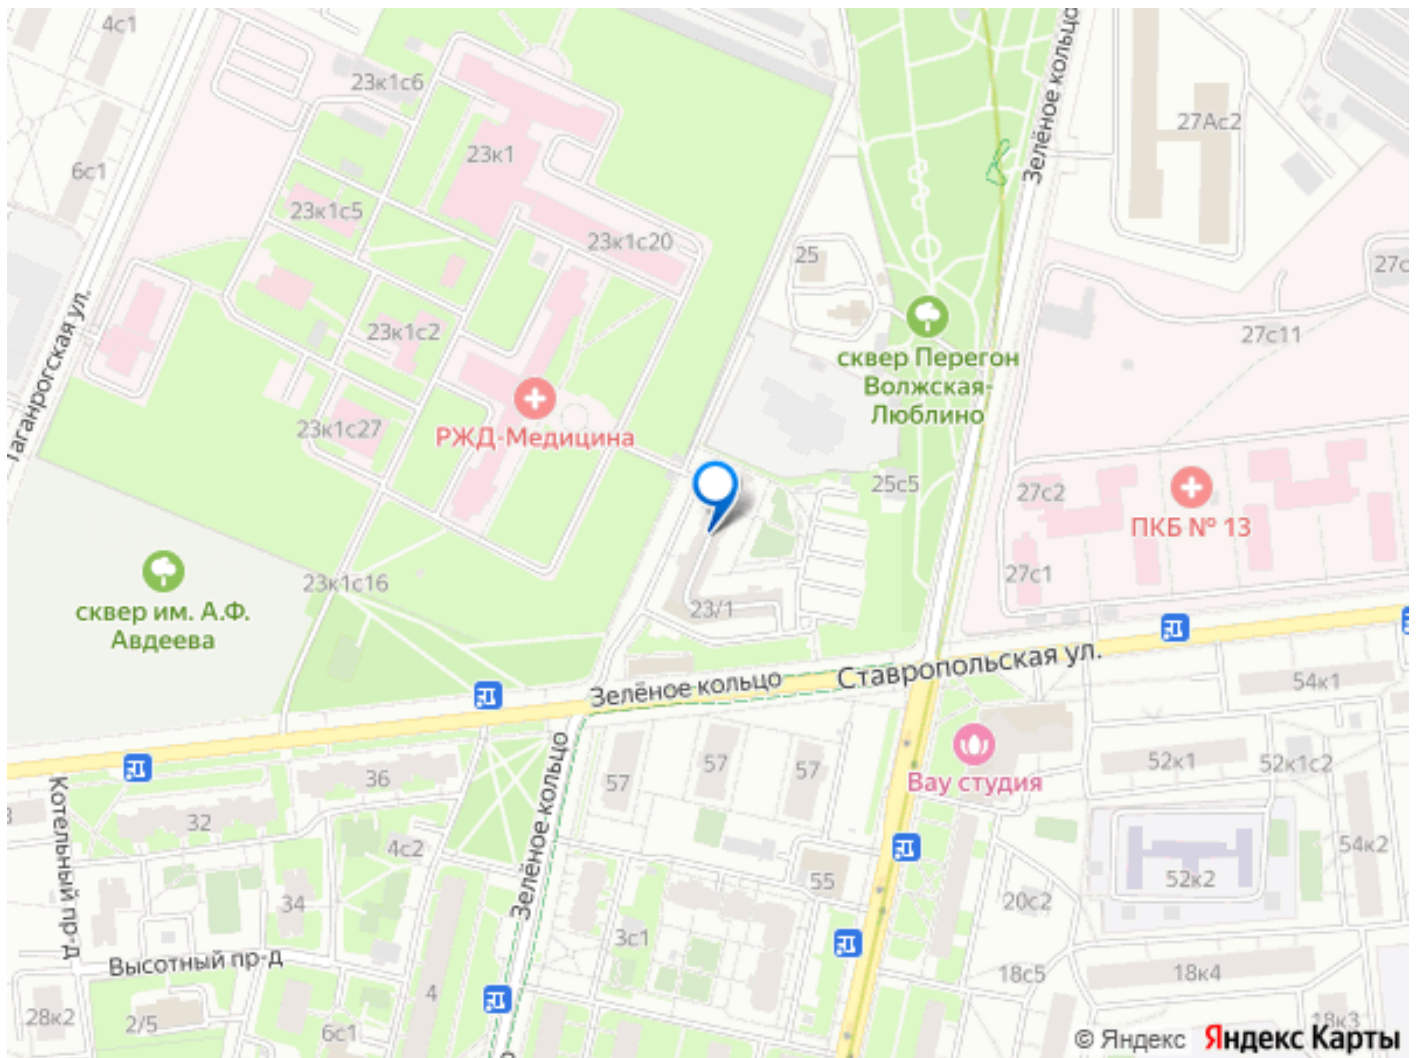 4с1
23к1с6
Зелёное кольцо
27Ас2
23к1
6с1
23к1с5
23к1с20
25
27с
23к1с2
27с11
сквер Перегон
Волжская-
Люблино
Таганрогская ул.
23к1с27
РЖД-Медицина
25с5
27с2
ПКБ № 13
27с1
23к1с16
сквер им. А.Ф.
Авдеева
23/1
Ставропольская ул.
Зелёное кольцо
54к1
Зелёное кольцо
57
57
57
Вау студия
52к1
52к1с2
36
Котельный пр-д
32
4с2
54к2
55
52к2
34
20с2
3с1
Высотный пр-д
18с5
18к4
4
28к2
2/5
6с1
18к3
© Яндекс Яндекс Карты